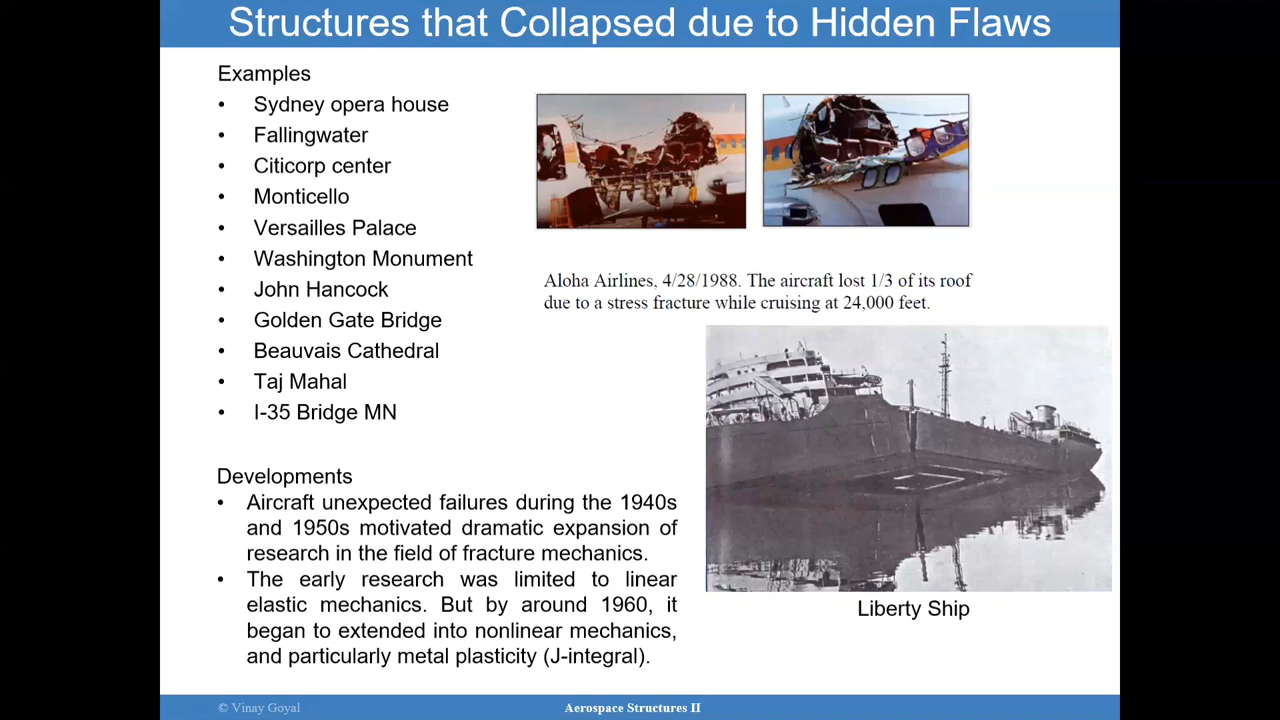 Structures that Collapsed due to Hidden Flaws
Examples
• Sydney opera house
• Fallingwater
• Citicorp center
• Monticello
• Versailles Palace
• Washington Monument
• John Hancock
• Golden Gate Bridge
• Beauvais Cathedral
• Taj Mahal
• I-35 Bridge MN
Aloha Airlines, 4/28/1988. The aircraft lost 1/3 of its roof
due to a stress fracture while cruising at 24,000 feet.
Developments
• Aircraft unexpected failures during the 1940s
and 1950s motivated dramatic expansion of
research in the field of fracture mechanics.
• The early research was limited to linear
elastic mechanics. But by around 1960, it
began to extended into nonlinear mechanics,
and particularly metal plasticity (J-integral).
Liberty Ship
© Vinay Goyal
Aerospace Structures II